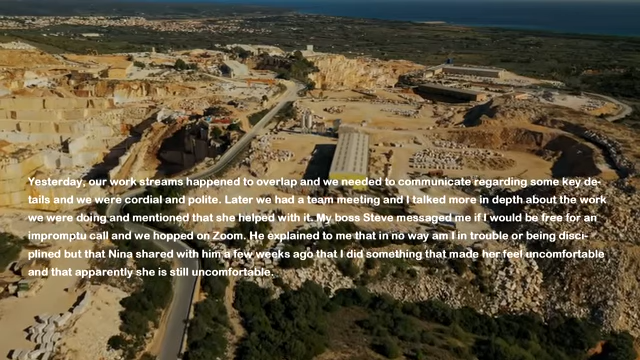 Yesterday, our work streams happened to overlap and we needed to communicate regarding some key de-
tails and we were cordial and polite. Later we had a team meeting and I talked more in depth about the work
we were doing and mentioned that she helped with it. My boss Steve messaged me if I would be free for an
impromptu call and we hopped on Zoom. He explained to me that in no way am I in trouble or being disci-
plined but that Nina shared with him a few weeks ago that I did something that made her feel uncomfortable
and that apparently she is still uncomfortable.